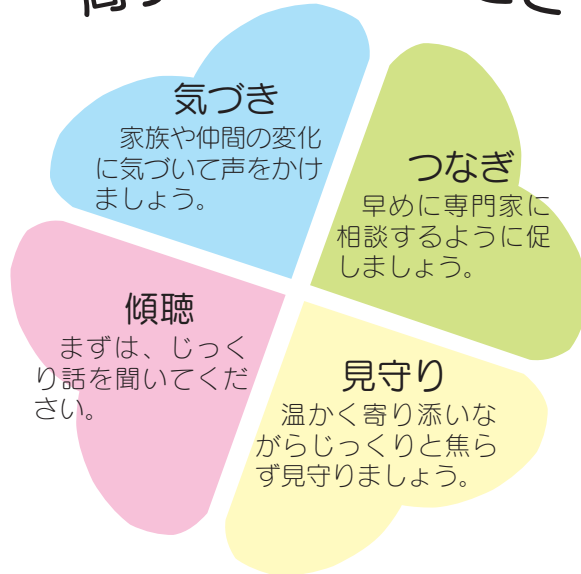 気づき
家族や仲間の変化
に気づいて声をかけ
ましょう。
つなぎ
早めに専門家に
相談するように促
しましょう。
傾聴
まずは、じっく
り話を聞いてくだ
さい。
見守り
温かく寄り添いな
がらじっくりと焦ら
ず見守りましょう。